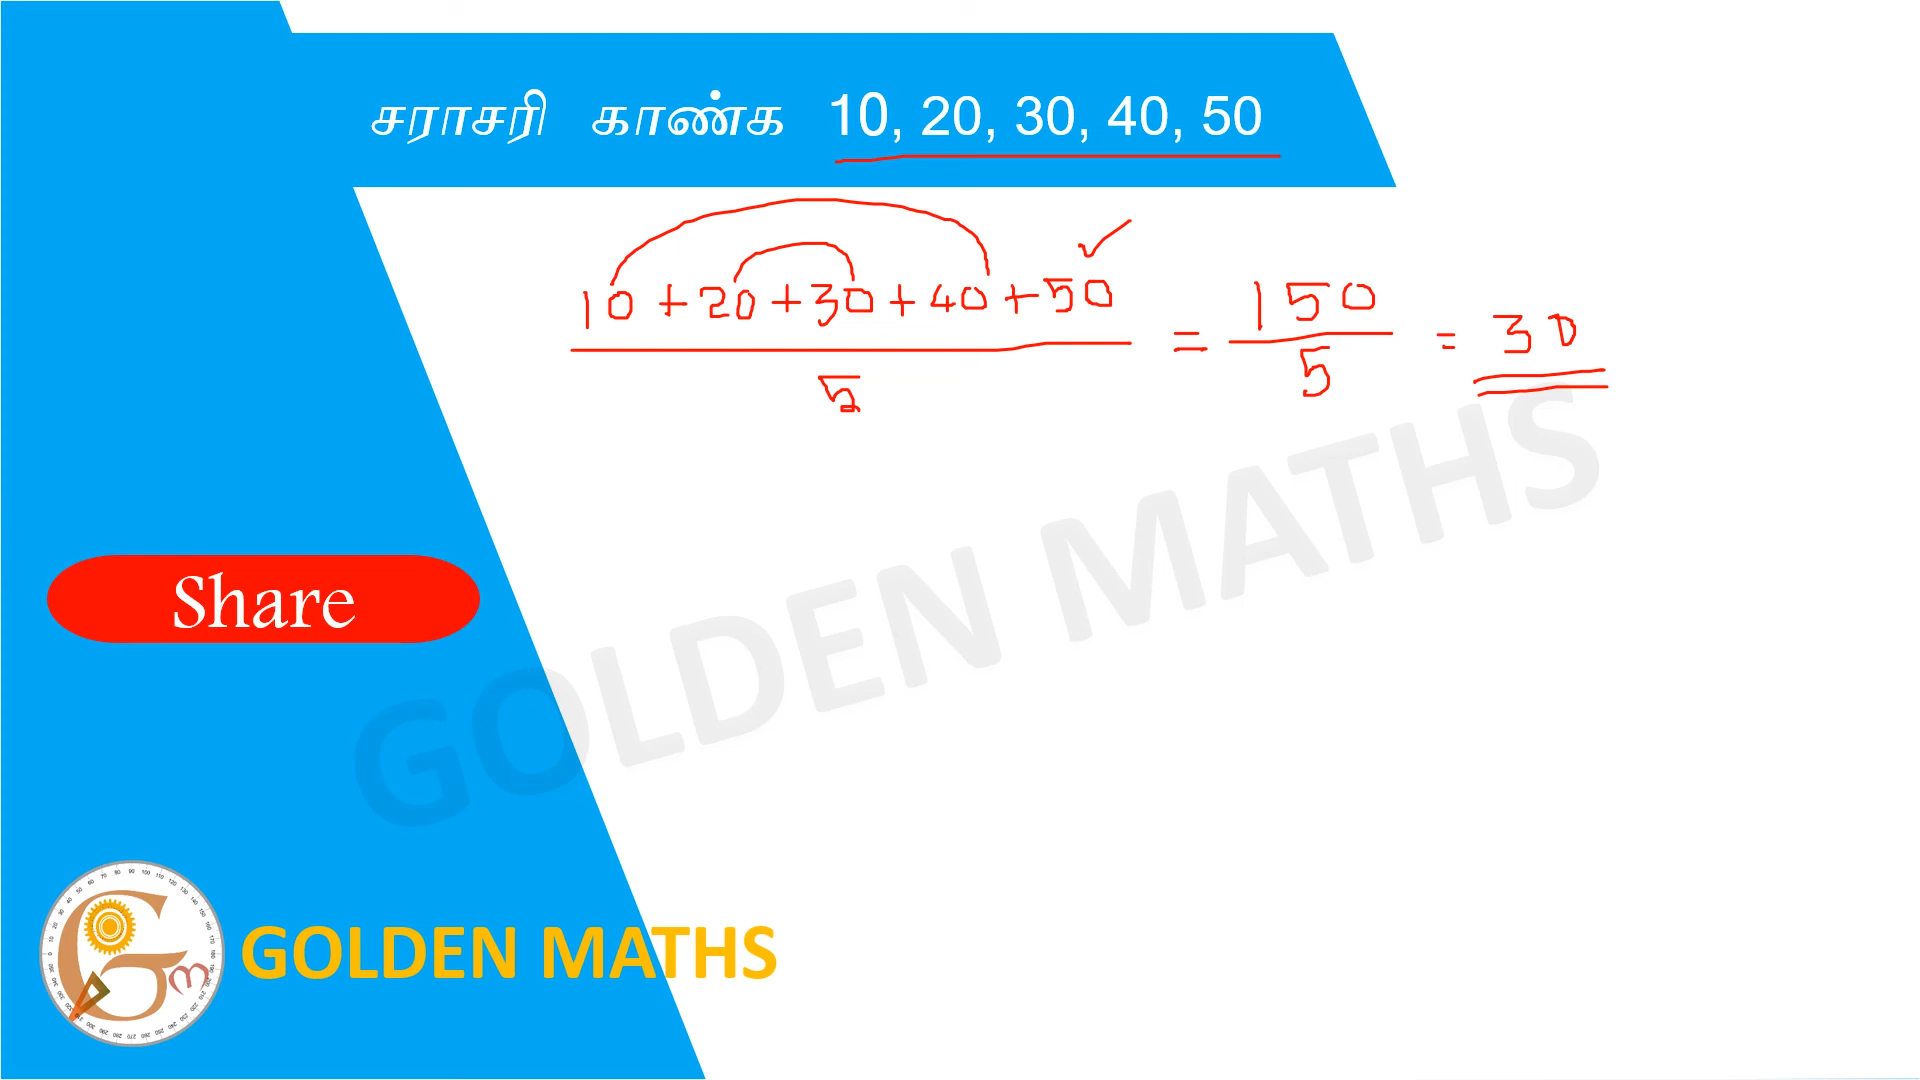 சராசரி காண்க 10, 20, 30, 40, 50
10 + 20 + 30 + 40 + 50 = 150 = 30
5 5
Share
GOLDEN MATHS
GOLDEN MATHS